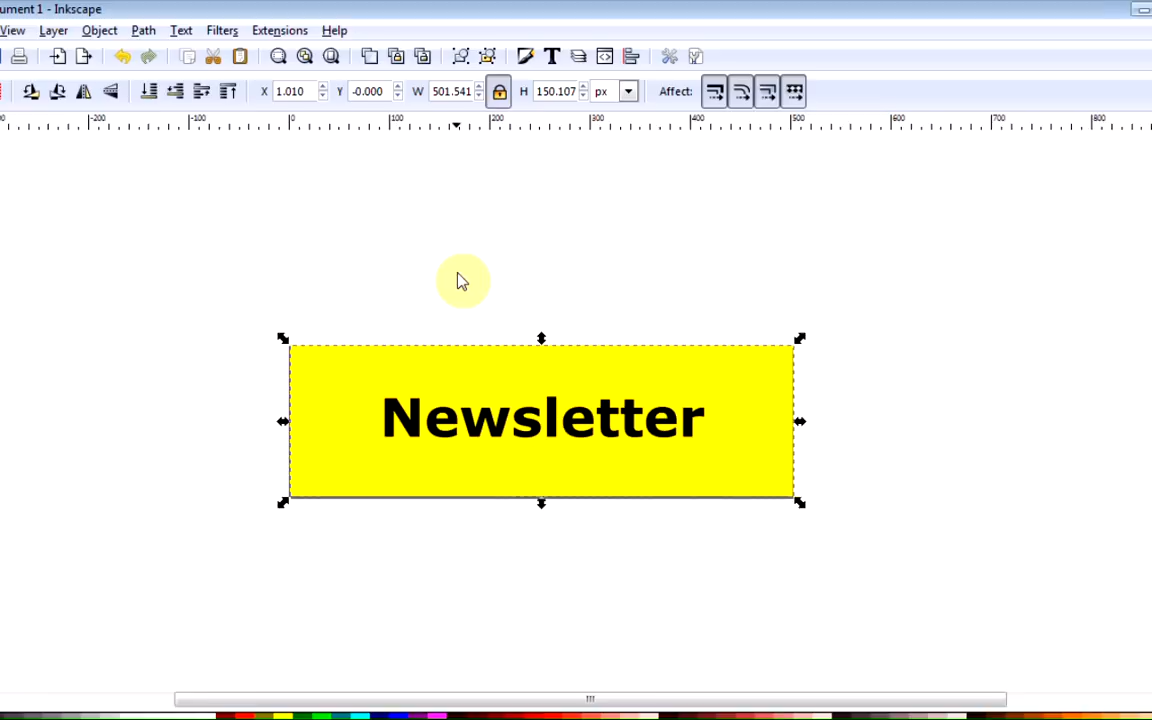 ument 1 - Inkscape
View Layer Object Path Text Filters Extensions Help
X 1.010 Y -0.000 W 501.541 H 150.107 px Affect:
-200 -100 0 100 200 300 400 500 600 700 800
Newsletter